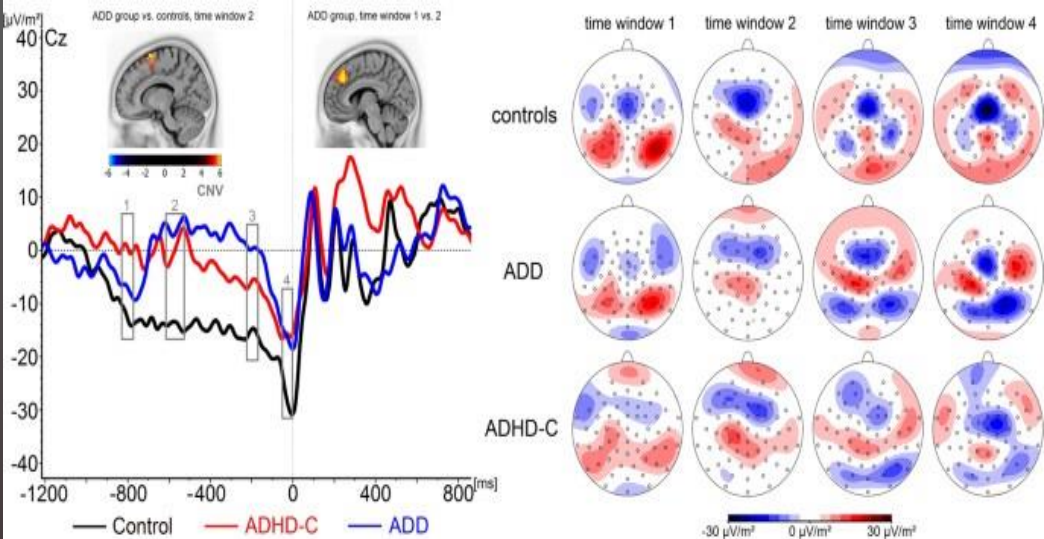 [µV/m²]
ADD group vs. controls, time window 2
ADD group, time window 1 vs. 2
Cz
40
30
20
10
0
-10
-20
-30
-40
-6 -4 -2 0 2 4 6
CNV
1
2
3
4
-1200 -800 -400 0 400 800 [ms]
Control ADHD-C ADD
time window 1 time window 2 time window 3 time window 4
controls
ADD
ADHD-C
-30 µV/m² 0 µV/m² 30 µV/m²